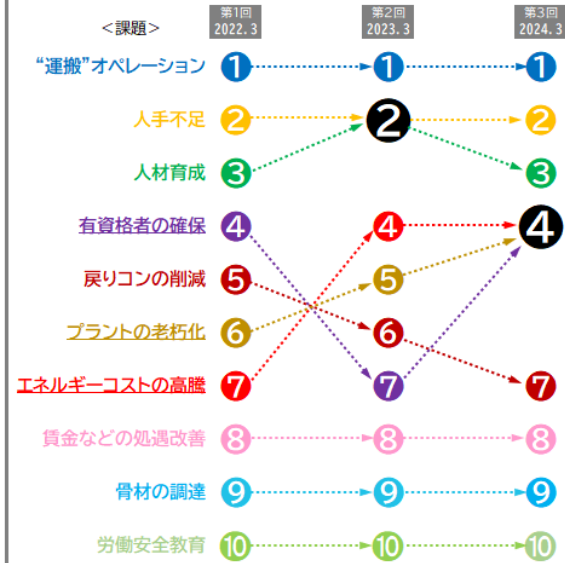 第1回 第2回 第3回
<課題> 2022.3 2023.3 2024.3
“運搬”オペレーション 1 1 1
人手不足 2 2 2
人材育成 3 3
有資格者の確保 4 4 4
戻りコンの削減 5 5
プラントの老朽化 6 6
エネルギーコストの高騰 7 7 7
賃金などの処遇改善 8 8 8
骨材の調達 9 9 9
労働安全教育 10 10 10